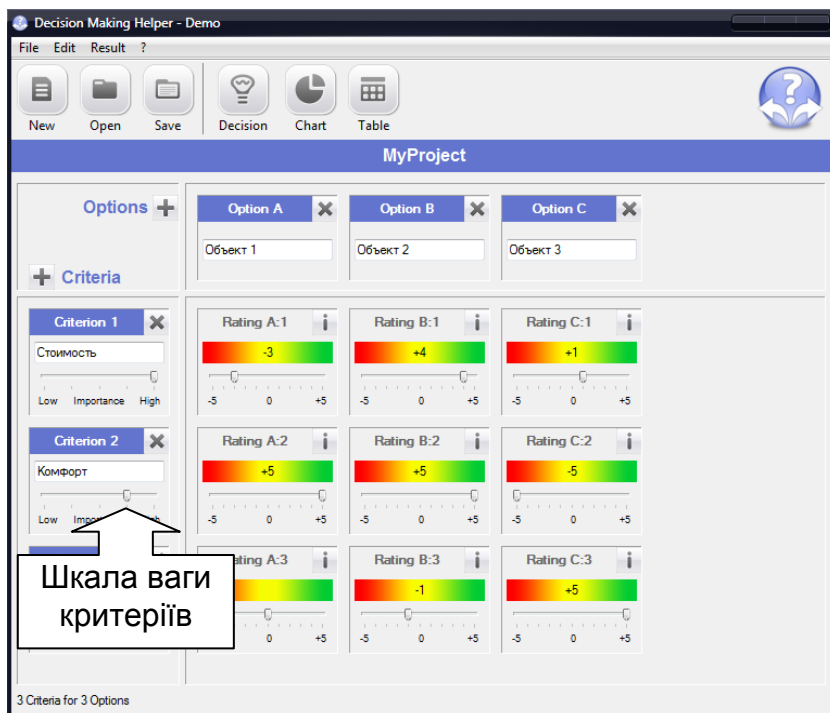 Decision Making Helper - Demo
File Edit Result ?
New Open Save Decision Chart Table
MyProject
Options
Option A Option B Option C
Объект 1 Объект 2 Объект 3
Criteria
Criterion 1 Rating A:1 Rating B:1 Rating C:1
Стоимость -3 +4 +1
Low Importance High -5 0 +5 -5 0 +5 -5 0 +5
Criterion 2 Rating A:2 Rating B:2 Rating C:2
Комфорт +5 +5 -5
Low -5 0 +5 -5 0 +5 -5 0 +5
Rating B:3 Rating C:3
Шкала ваги
критеріїв
-1 +5
0 +5 -5 0 +5 -5 0 +5
3 Criteria for 3 Options